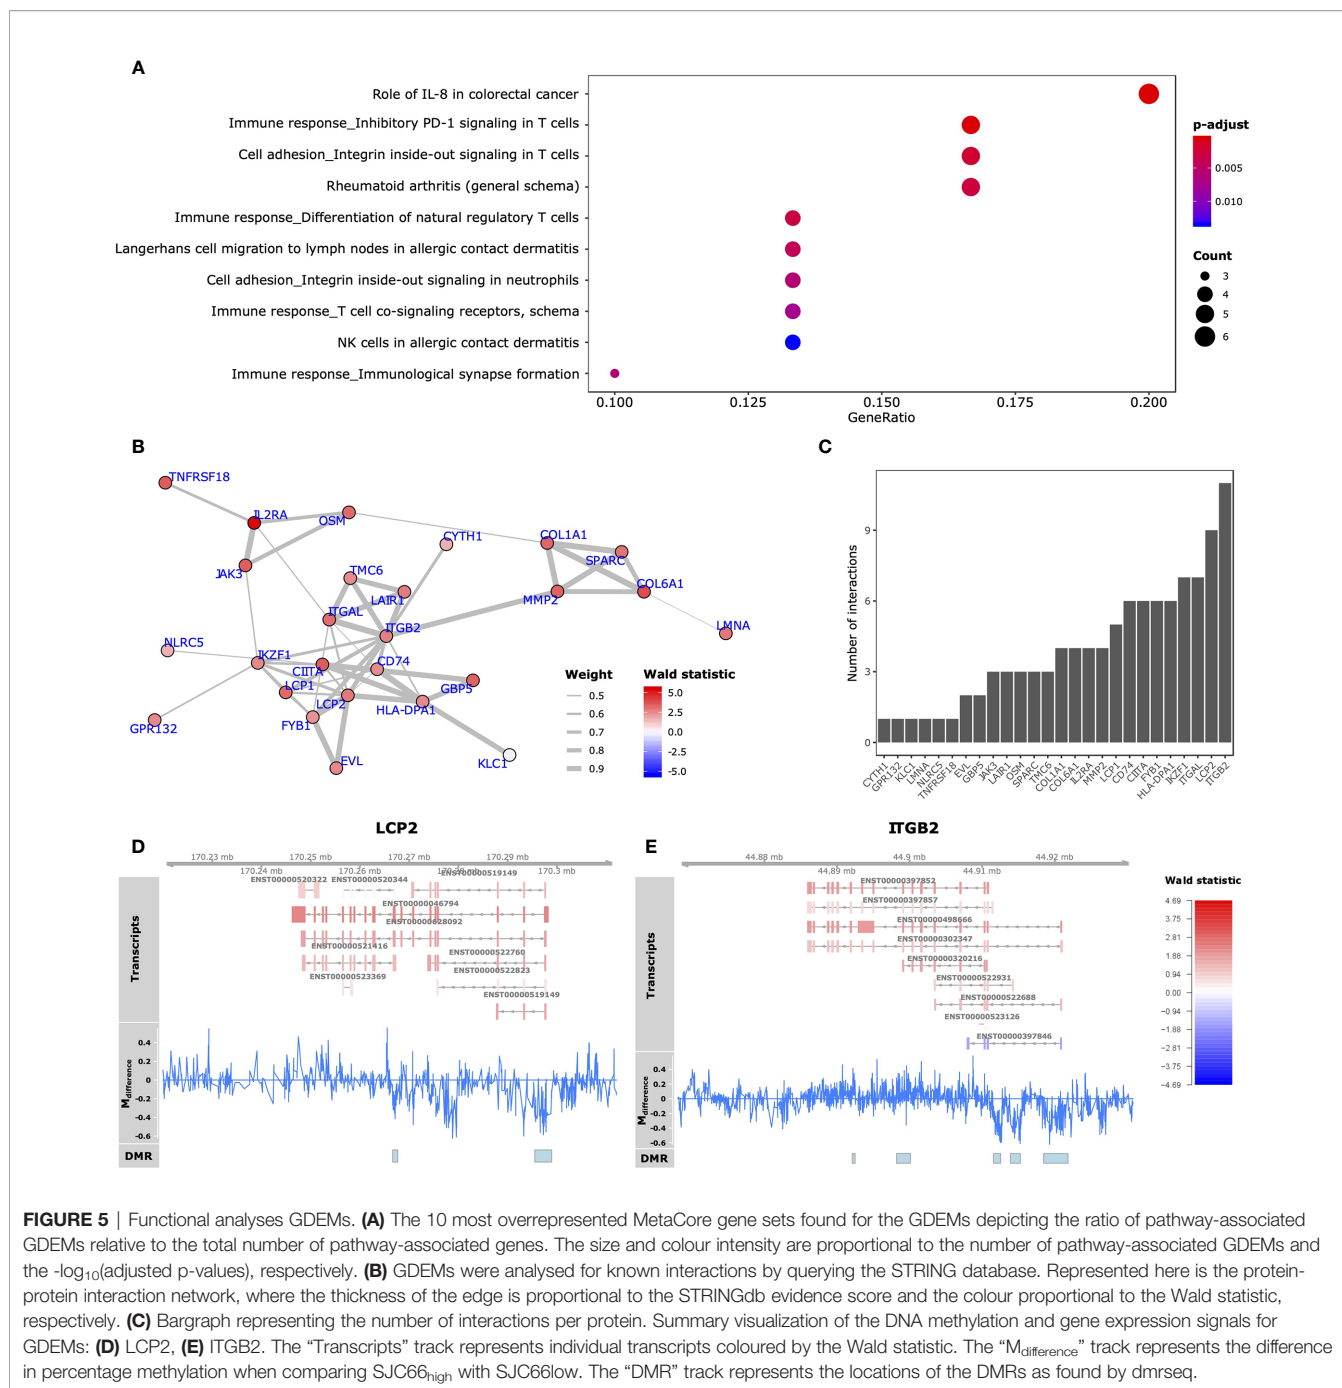 A
Role of IL-8 in colorectal cancer
Immune response_Inhibitory PD-1 signaling in T cells
Cell adhesion_Integrin inside-out signaling in T cells
Rheumatoid arthritis (general schema)
Immune response_Differentiation of natural regulatory T cells
Langerhans cell migration to lymph nodes in allergic contact dermatitis
Cell adhesion_Integrin inside-out signaling in neutrophils
Immune response_T cell co-signaling receptors, schema
NK cells in allergic contact dermatitis
Immune response_Immunological synapse formation
0.100 0.125 0.150 0.175 0.200
GeneRatio
p-adjust
0.005
0.010
Count
3
4
5
6
B
TNFRSF18
IL2RA
OSM
CYTH1
COL1A1
SPARC
JAK3
TMC6
LAIR1
COL6A1
MMP2
ITGAL
ITGB2
LMNA
NLRC5
IKZF1
CIITA
CD74
LCP1
GBP5
LCP2
HLA-DPA1
GPR132
FYB1
EVL
KLC1
Weight
0.5
0.6
0.7
0.8
0.9
Wald statistic
5.0
2.5
0.0
-2.5
-5.0
C
Number of interactions
9
6
3
0
CYTH1
GPR132
KLC1
LMNA
NLRC5
TNFRSF18
EVL
GBP5
JAK3
LAIR1
OSM
SPARC
TMC6
COL1A1
COL6A1
IL2RA
MMP2
LCP1
CD74
CIITA
FYB1
HLA-DPA1
IKZF1
ITGAL
LCP2
ITGB2
D
LCP2
170.23 mb 170.25 mb 170.27 mb 170.29 mb
170.24 mb 170.26 mb 170.28 mb 170.3 mb
Transcripts
ENST00000519149
ENST00000520322 ENST00000520344
ENST00000046794
ENST00000628092
ENST00000521416
ENST00000522760
ENST00000522823
ENST00000523369
ENST00000519149
Mdifference
0.4
0.2
0
-0.2
-0.4
-0.6
DMR
E
ITGB2
44.88 mb 44.9 mb 44.92 mb
44.89 mb 44.91 mb
Transcripts
ENST00000397852
ENST00000397857
ENST00000498666
ENST00000302347
ENST00000320216
ENST00000522931
ENST00000522688
ENST00000523126
ENST00000397846
Mdifference
0.4
0.2
0
-0.2
-0.4
-0.6
DMR
Wald statistic
4.69
3.75
2.81
1.88
0.94
0.00
−0.94
−1.88
−2.81
−3.75
−4.69
FIGURE 5 | Functional analyses GDEMs. (A) The 10 most overrepresented MetaCore gene sets found for the GDEMs depicting the ratio of pathway-associated
GDEMs relative to the total number of pathway-associated genes. The size and colour intensity are proportional to the number of pathway-associated GDEMs and
the -log10(adjusted p-values), respectively. (B) GDEMs were analysed for known interactions by querying the STRING database. Represented here is the protein-
protein interaction network, where the thickness of the edge is proportional to the STRINGdb evidence score and the colour proportional to the Wald statistic,
respectively. (C) Bargraph representing the number of interactions per protein. Summary visualization of the DNA methylation and gene expression signals for
GDEMs: (D) LCP2, (E) ITGB2. The “Transcripts” track represents individual transcripts coloured by the Wald statistic. The “Mdifference” track represents the difference
in percentage methylation when comparing SJC66high with SJC66low. The “DMR” track represents the locations of the DMRs as found by dmrseq.